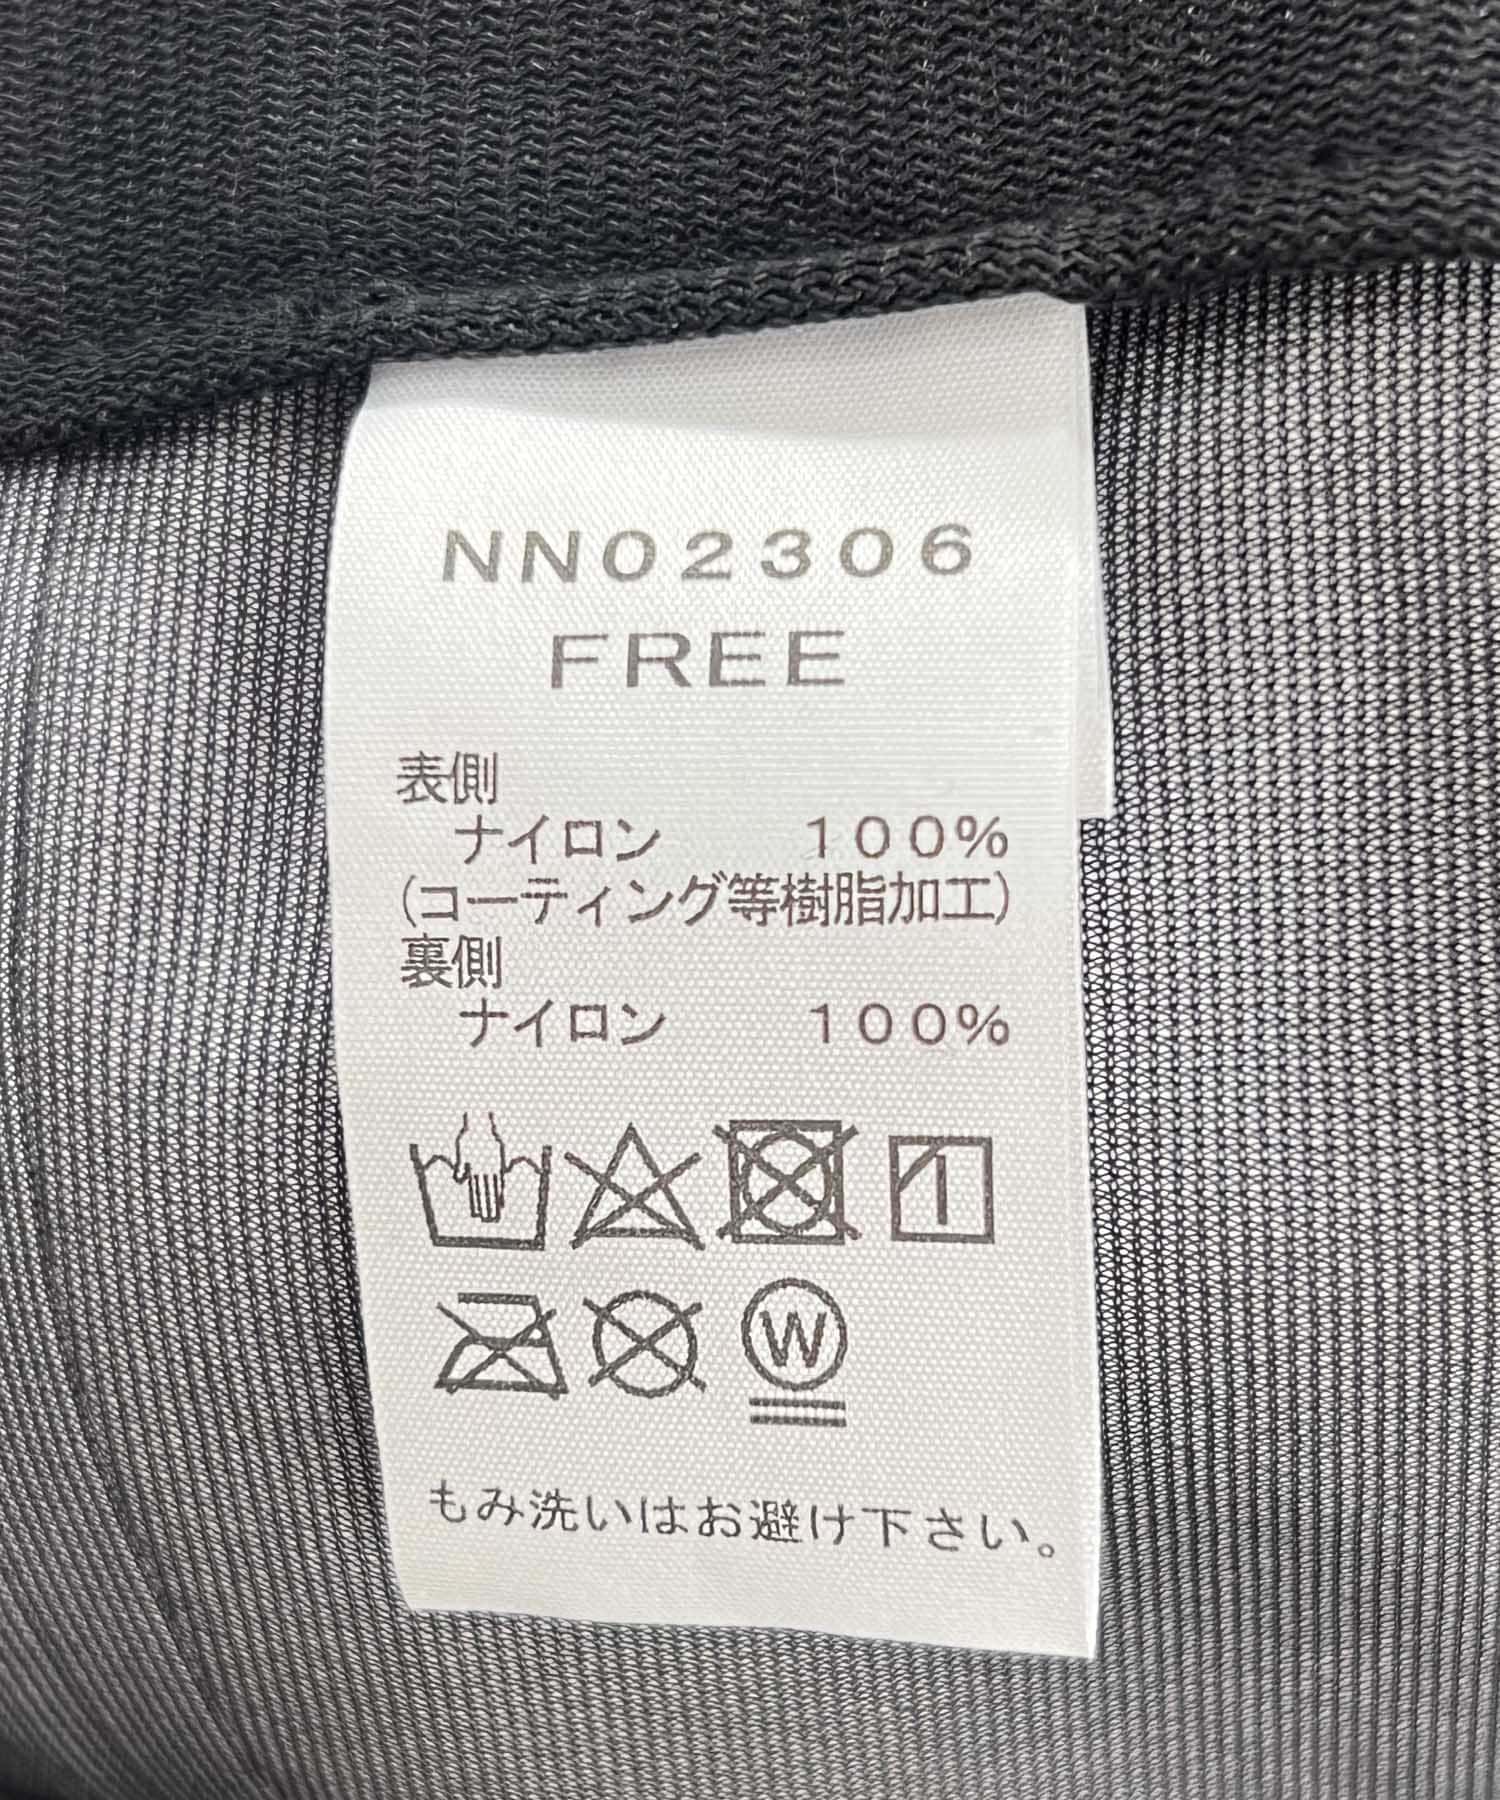 NN02306
FREE
表側
ナイロン 100%
(コーティング等樹脂加工)
裏側
ナイロン 100%
W
もみ洗いはお避け下さい。